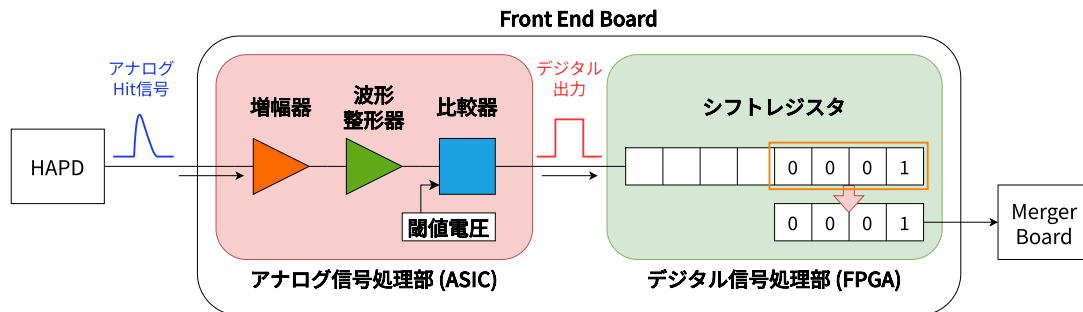 Front End Board
アナログ
Hit信号
デジタル
出力
増幅器
波形
整形器
比較器
シフトレジスタ
HAPD
0 0 0 1
閾値電圧
0 0 0 1
Merger
Board
アナログ信号処理部 (ASIC)
デジタル信号処理部 (FPGA)